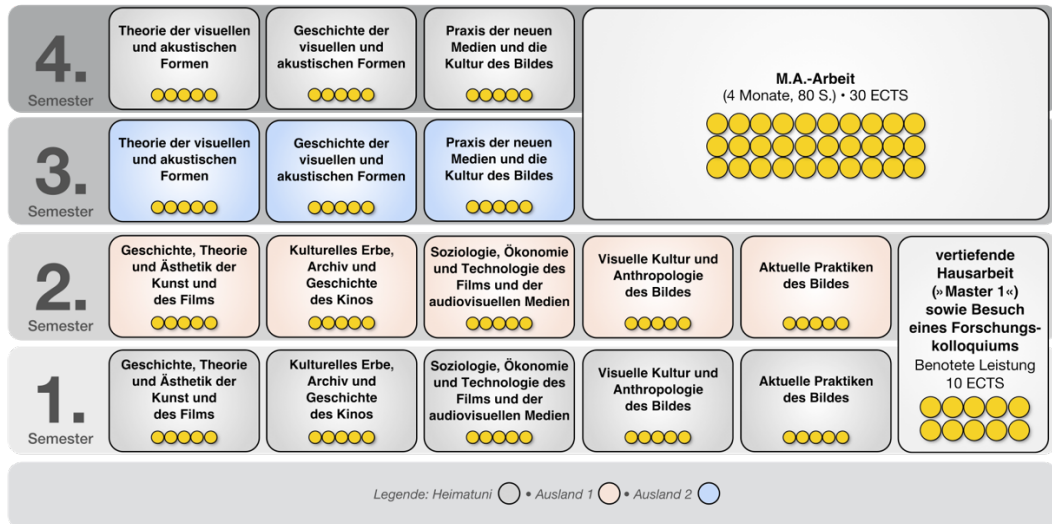 4.
Semester
Theorie der visuellen
und akustischen
Formen
Geschichte der
visuellen und
akustischen Formen
Praxis der neuen
Medien und die
Kultur des Bildes
M.A.-Arbeit
(4 Monate, 80 S.) • 30 ECTS
3.
Semester
Theorie der visuellen
und akustischen
Formen
Geschichte der
visuellen und
akustischen Formen
Praxis der neuen
Medien und die
Kultur des Bildes
2.
Semester
Geschichte, Theorie
und Ästhetik der
Kunst und
des Films
Kulturelles Erbe,
Archiv und
Geschichte
des Kinos
Soziologie, Ökonomie
und Technologie des
Films und der
audiovisuellen Medien
Visuelle Kultur und
Anthropologie
des Bildes
Aktuelle Praktiken
des Bildes
vertiefende
Hausarbeit
(»Master 1«)
sowie Besuch
eines Forschungs-
kolloquiums
Benotete Leistung
10 ECTS
1.
Semester
Geschichte, Theorie
und Ästhetik der
Kunst und
des Films
Kulturelles Erbe,
Archiv und
Geschichte
des Kinos
Soziologie, Ökonomie
und Technologie des
Films und der
audiovisuellen Medien
Visuelle Kultur und
Anthropologie
des Bildes
Aktuelle Praktiken
des Bildes
Legende: Heimatuni • Ausland 1 • Ausland 2